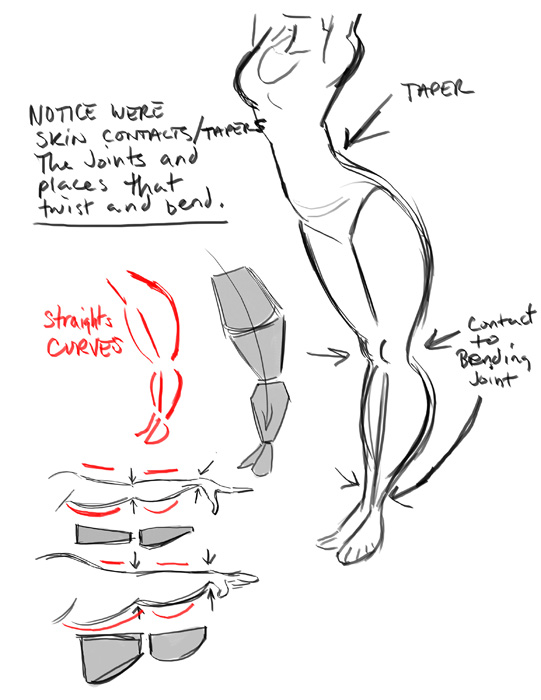 NOTICE WERE
SKIN CONTACTS/TAPERS
The Joints and
places that
twist and bend.
TAPER
Straights
CURVES
Contact
to
Bending
Joint